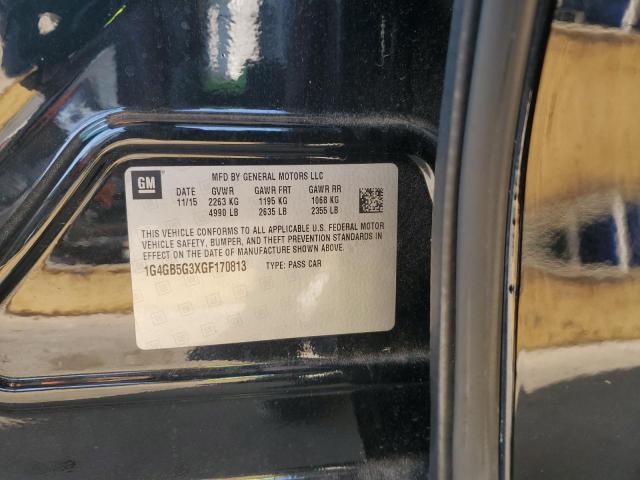 GM
MFD BY GENERAL MOTORS LLC
DATE GVWR GAWR FRT GAWR RR
11/15 2263 KG 1195 KG 1068 KG
4990 LB 2635 LB 2355 LB
THIS VEHICLE CONFORMS TO ALL APPLICABLE U.S. FEDERAL MOTOR
VEHICLE SAFETY, BUMPER, AND THEFT PREVENTION STANDARDS IN
EFFECT ON THE DATE OF MANUFACTURE SHOWN ABOVE.
1G4GB5G3XGF170813 TYPE: PASS CAR